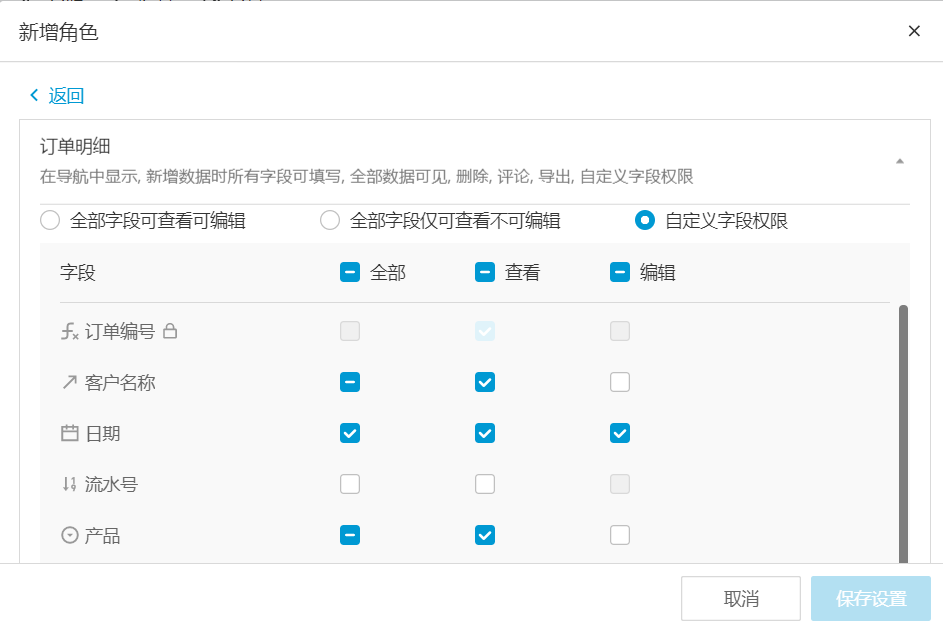 新增角色
返回
订单明细
在导航中显示, 新增数据时所有字段可填写, 全部数据可见, 删除, 评论, 导出, 自定义字段权限
全部字段可查看可编辑 全部字段仅可查看不可编辑 自定义字段权限
字段 全部 查看 编辑
订单编号
客户名称
日期
流水号
产品
取消 保存设置